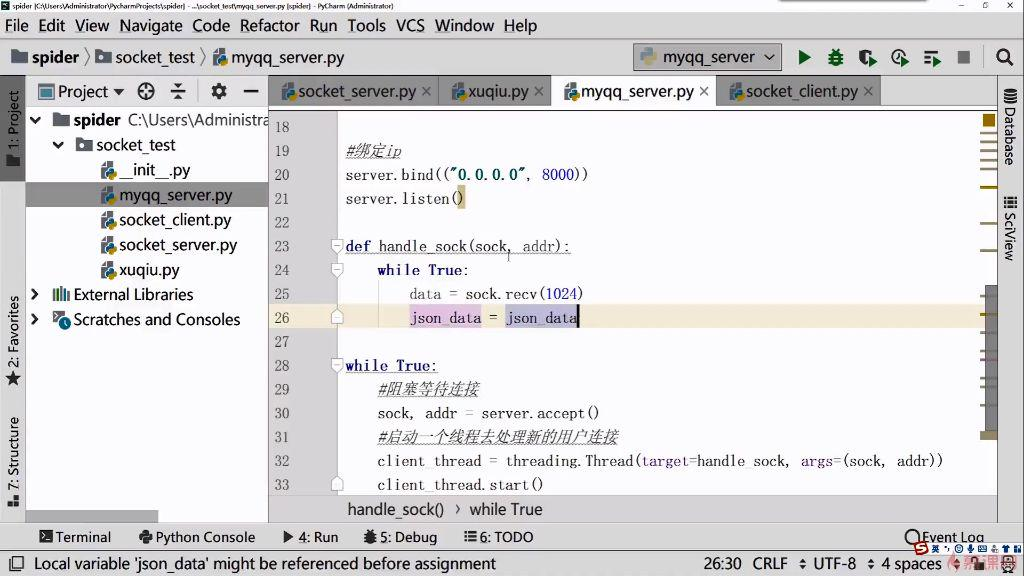 spider [C:\Users\Administrator\PycharmProjects\spider] - ...\socket_test\myqq_server.py [spider] - PyCharm (Administrator)
File Edit View Navigate Code Refactor Run Tools VCS Window Help
spider socket_test myqq_server.py myqq_server
Project socket_server.py xuqiu.py myqq_server.py socket_client.py
1: Project
2: Favorites
7: Structure
spider C:\Users\Administra
socket_test
__init__.py
myqq_server.py
socket_client.py
socket_server.py
xuqiu.py
External Libraries
Scratches and Consoles
18
19 #绑定ip
20 server.bind(("0.0.0.0", 8000))
21 server.listen()
22
23 def handle_sock(sock, addr):
24 while True:
25 data = sock.recv(1024)
26 json_data = json_data
27
28 while True:
29 #阻塞等待连接
30 sock, addr = server.accept()
31 #启动一个线程去处理新的用户连接
32 client_thread = threading.Thread(target=handle_sock, args=(sock, addr))
33 client_thread.start()
handle_sock() › while True
Database
SciView
Terminal Python Console 4: Run 5: Debug 6: TODO Event Log
Local variable 'json_data' might be referenced before assignment 26:30 CRLF UTF-8 4 spaces